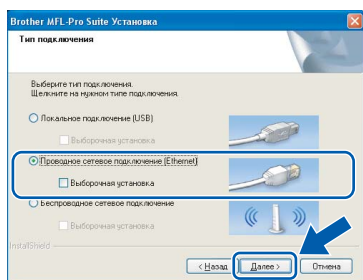 Brother MFL-Pro Suite Установка
Тип подключения
Выберите тип подключения.
Щелкните на нужном типе подключения.
Локальное подключение (USB)
Выборочная установка
Проводное сетевое подключение (Ethernet)
Выборочная установка
Беспроводное сетевое подключение
Выборочная установка
InstallShield
< Назад Далее > Отмена